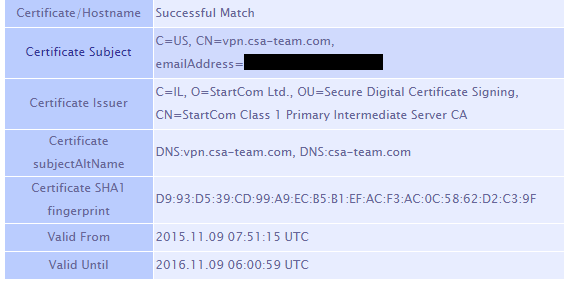 Certificate/Hostname Successful Match
Certificate Subject C=US, CN=vpn.csa-team.com,
emailAddress=
Certificate Issuer C=IL, O=StartCom Ltd., OU=Secure Digital Certificate Signing,
CN=StartCom Class 1 Primary Intermediate Server CA
Certificate
subjectAltName DNS:vpn.csa-team.com, DNS:csa-team.com
Certificate SHA1
fingerprint D9:93:D5:39:CD:99:A9:EC:B5:B1:EF:AC:F3:AC:0C:58:62:D2:C3:9F
Valid From 2015.11.09 07:51:15 UTC
Valid Until 2016.11.09 06:00:59 UTC